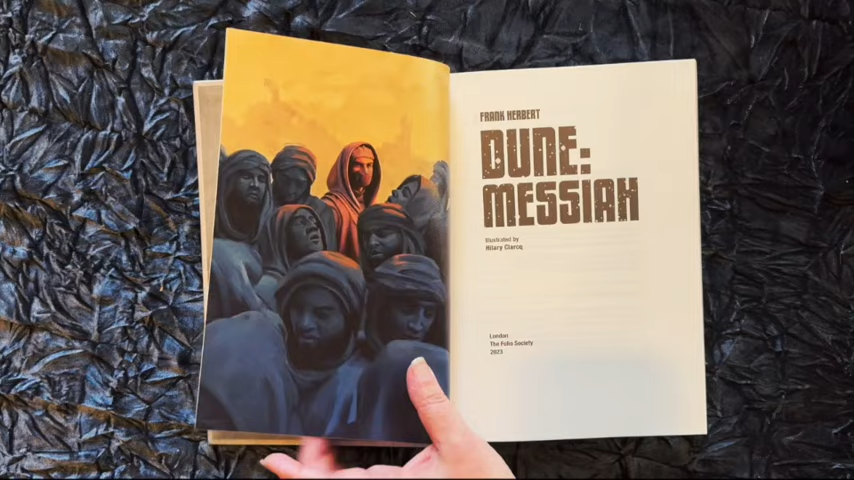 FRANK HERBERT
DUNE:
MESSIAH
Illustrated by
Hilary Clarcq
London
The Folio Society
2023